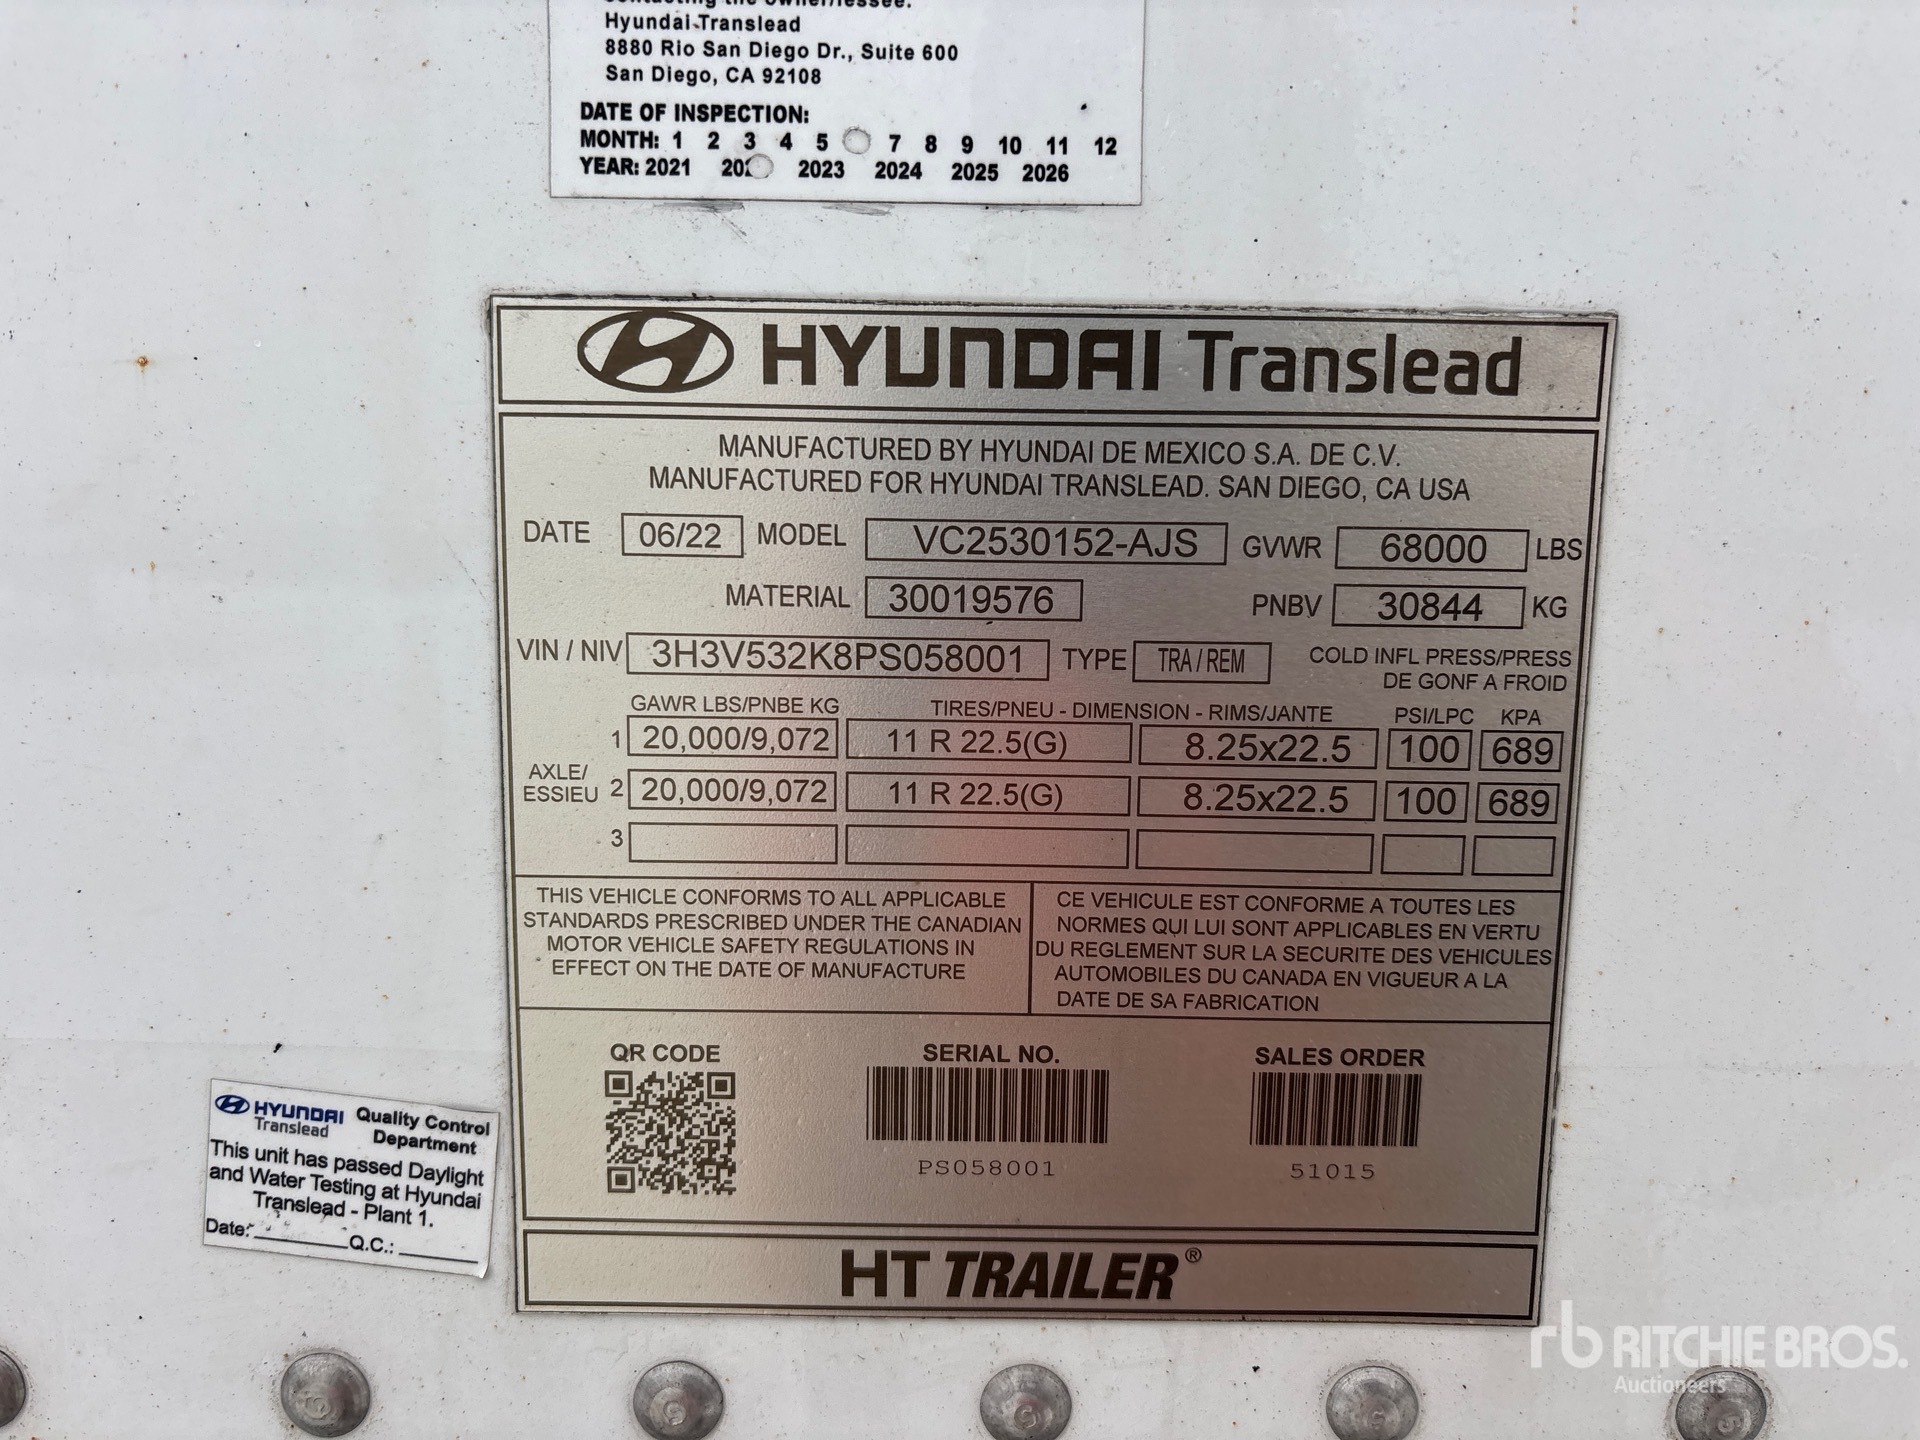 Hyundai Translead
8880 Rio San Diego Dr., Suite 600
San Diego, CA 92108
DATE OF INSPECTION:
MONTH: 1 2 3 4 5 7 8 9 10 11 12
YEAR: 2021 2023 2024 2025 2026
HYUNDAI Translead
MANUFACTURED BY HYUNDAI DE MEXICO S.A. DE C.V.
MANUFACTURED FOR HYUNDAI TRANSLEAD. SAN DIEGO, CA USA
DATE 06/22 MODEL VC2530152-AJS GVWR 68000 LBS
MATERIAL 30019576 PNBV 30844 KG
VIN / NIV 3H3V532K8PS058001 TYPE TRA / REM COLD INFL PRESS/PRESS
DE GONF A FROID
GAWR LBS/PNBE KG TIRES/PNEU - DIMENSION - RIMS/JANTE PSI/LPC KPA
1 20,000/9,072 11 R 22.5(G) 8.25x22.5 100 689
AXLE/
ESSIEU 2 20,000/9,072 11 R 22.5(G) 8.25x22.5 100 689
3
THIS VEHICLE CONFORMS TO ALL APPLICABLE
STANDARDS PRESCRIBED UNDER THE CANADIAN
MOTOR VEHICLE SAFETY REGULATIONS IN
EFFECT ON THE DATE OF MANUFACTURE
CE VEHICULE EST CONFORME A TOUTES LES
NORMES QUI LUI SONT APPLICABLES EN VERTU
DU REGLEMENT SUR LA SECURITE DES VEHICULES
AUTOMOBILES DU CANADA EN VIGUEUR A LA
DATE DE SA FABRICATION
QR CODE SERIAL NO. SALES ORDER
PS058001 51015
HT TRAILER®
HYUNDAI Translead Quality Control
Department
This unit has passed Daylight
and Water Testing at Hyundai
Translead - Plant 1.
Date: Q.C.:
rb RITCHIE BROS.
Auctioneers